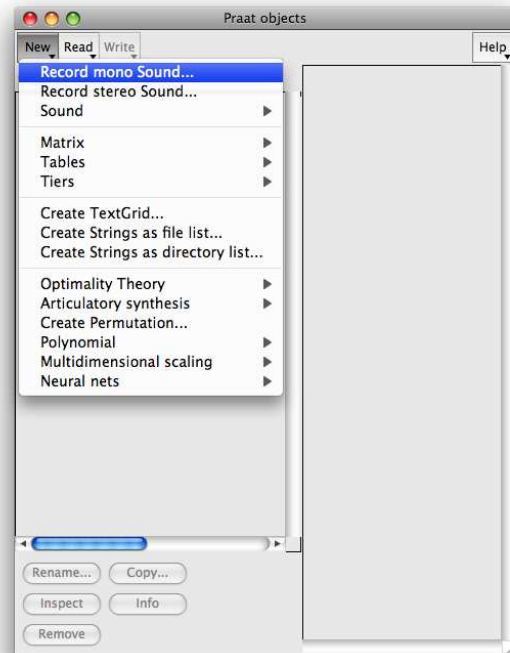 Praat objects
New Read Write Help
Record mono Sound...
Record stereo Sound...
Sound
Matrix
Tables
Tiers
Create TextGrid...
Create Strings as file list...
Create Strings as directory list...
Optimality Theory
Articulatory synthesis
Create Permutation...
Polynomial
Multidimensional scaling
Neural nets
Rename... Copy...
Inspect Info
Remove